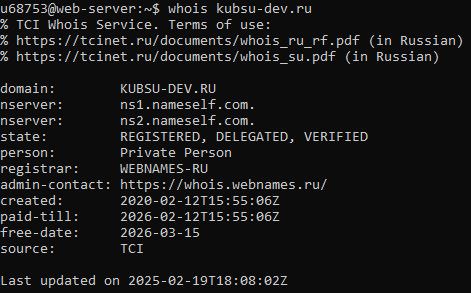 u68753@web-server:~$ whois kubsu-dev.ru
% TCI Whois Service. Terms of use:
% https://tcinet.ru/documents/whois_ru_rf.pdf (in Russian)
% https://tcinet.ru/documents/whois_su.pdf (in Russian)

domain:        KUBSU-DEV.RU
nserver:       ns1.nameself.com.
nserver:       ns2.nameself.com.
state:         REGISTERED, DELEGATED, VERIFIED
person:        Private Person
registrar:     WEBNAMES-RU
admin-contact: https://whois.webnames.ru/
created:       2020-02-12T15:55:06Z
paid-till:     2026-02-12T15:55:06Z
free-date:     2026-03-15
source:        TCI

Last updated on 2025-02-19T18:08:02Z